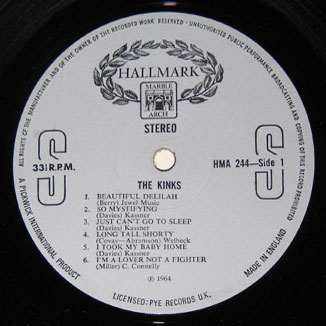 ALL RIGHTS OF THE MANUFACTURER AND OF THE OWNER OF THE RECORDED WORK RESERVED · UNAUTHORISED PUBLIC PERFORMANCE BROADCASTING AND COPYING OF THIS RECORD PROHIBITED
HALLMARK
MARBLE
ARCH
STEREO
S
S
33⅓ R.P.M.
HMA 244—Side 1
THE KINKS
1. BEAUTIFUL DELILAH
(Berry) Jewel Music
2. SO MYSTIFYING
(Davies) Kassner
3. JUST CAN'T GO TO SLEEP
(Davies) Kassner
4. LONG TALL SHORTY
(Covay—Abramson) Welbeck
5. I TOOK MY BABY HOME
(Davies) Kassner
6. I'M A LOVER NOT A FIGHTER
(Miller) C. Connelly
℗ 1964
A PICKWICK INTERNATIONAL PRODUCT
MADE IN ENGLAND
LICENSED: PYE RECORDS U.K.